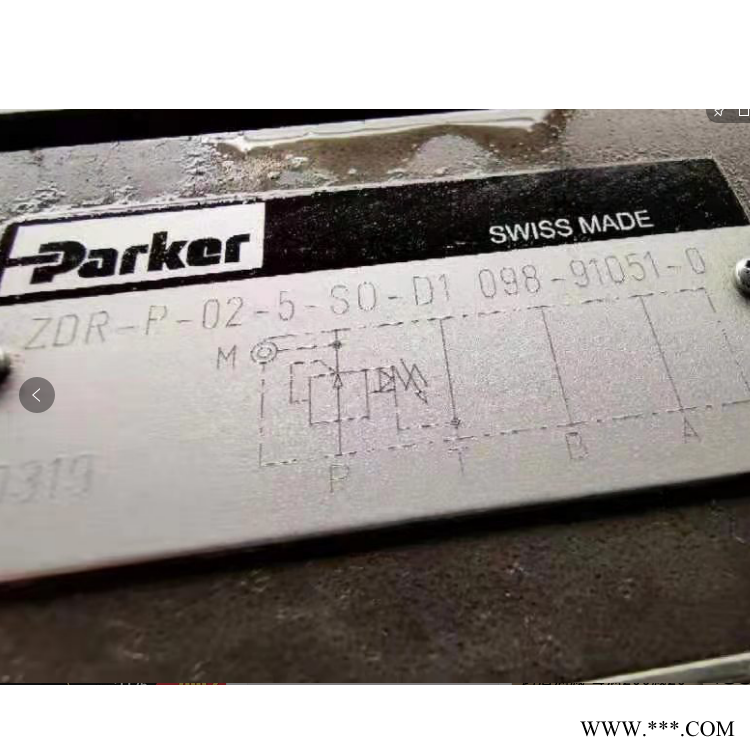 Parker
SWISS MADE
ZDR-P-02-5-S0-D1 098-91051-0
M
P T B A
0319
WWW.***.COM